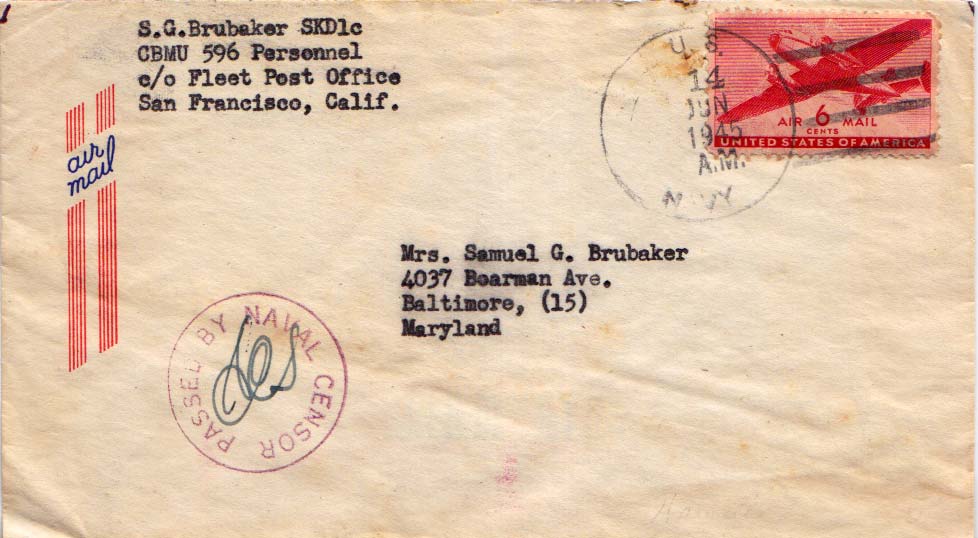 S.G.Brubaker SKD1c
CBMU 596 Personnel
c/o Fleet Post Office
San Francisco, Calif.
air
mail
U.S.
14
JUN
1945
A.M.
NAVY
AIR 6 MAIL
CENTS
UNITED STATES OF AMERICA
Mrs. Samuel G. Brubaker
4037 Boarman Ave.
Baltimore, (15)
Maryland
PASSED BY NAVAL CENSOR